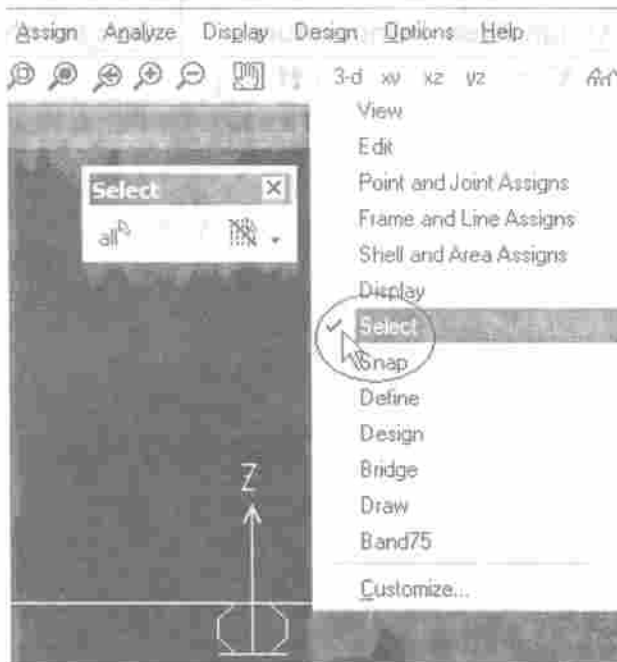 Assign Analyze Display Design Options Help
3-d xy xz yz
View
Edit
Point and Joint Assigns
Frame and Line Assigns
Shell and Area Assigns
Display
Select
Select
all
Snap
Define
Design
Bridge
Draw
Band75
Customize...
Z